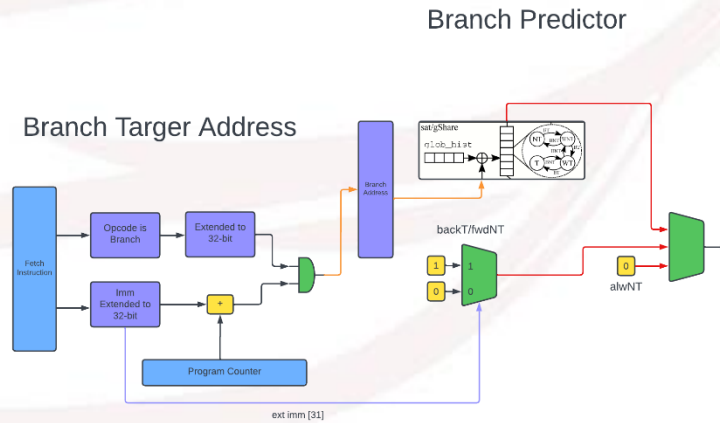 Branch Predictor
Branch Targer Address
sat/gShare
glob_hist
NT
WNT
T
WT
Branch
Address
Opcode is
Branch
Extended to
32-bit
backT/fwdNT
Fetch
Instruction
1
1
0
0
0
alwNT
Imm
Extended to
32-bit
+
Program Counter
ext imm [31]